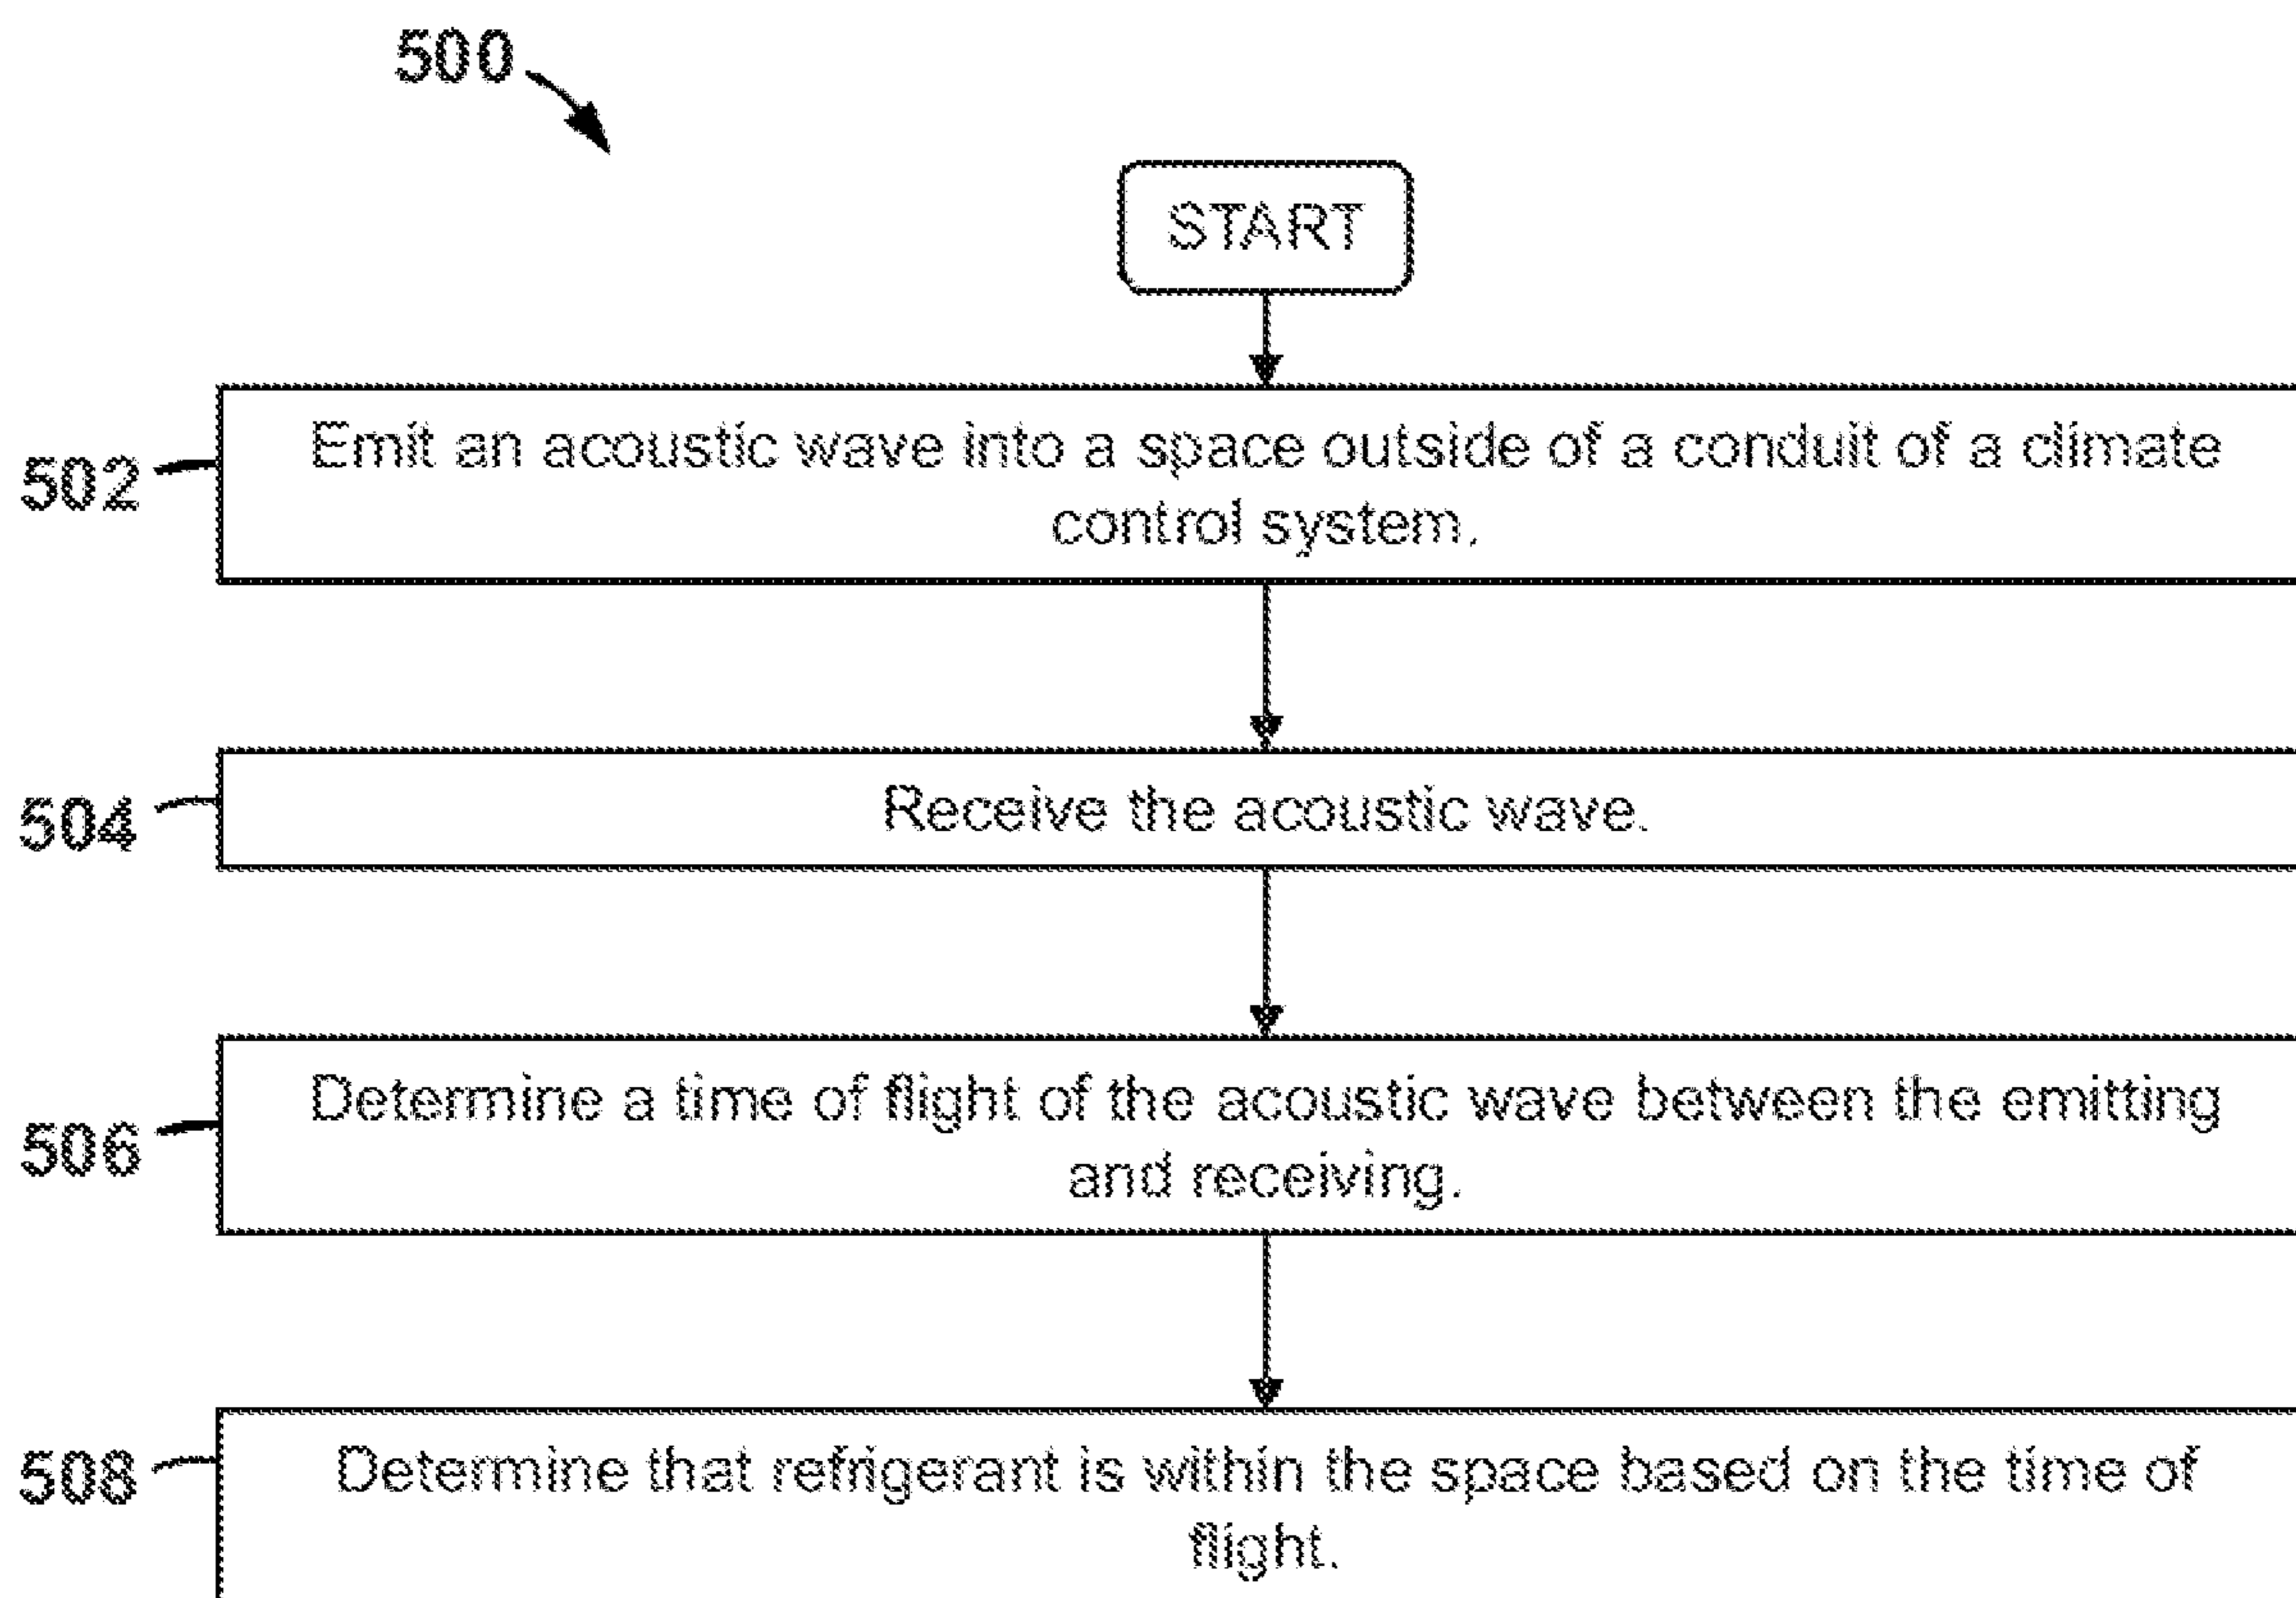 500
START
502
Emit an acoustic wave into a space outside of a conduit of a climate
control system.
504
Receive the acoustic wave.
506
Determine a time of flight of the acoustic wave between the emitting
and receiving.
508
Determine that refrigerant is within the space based on the time of
flight.